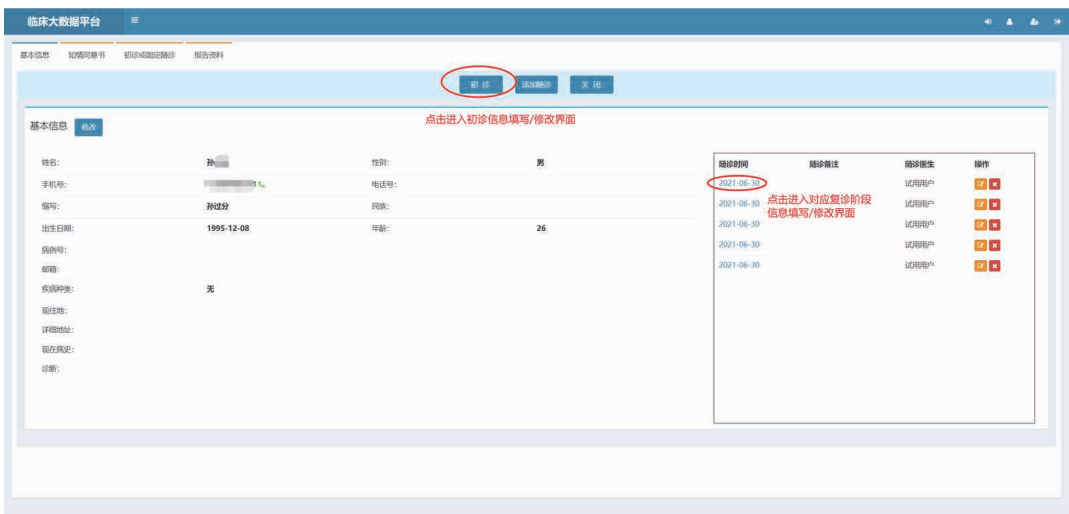 临床大数据平台
基本信息 知情同意书 初诊或固定随诊 报告资料
初诊 添加随诊 关闭
点击进入初诊信息填写/修改界面
基本信息 修改
姓名: 孙 性别: 男
手机号: 1 电话号:
缩写: 孙过分 民族:
出生日期: 1995-12-08 年龄: 26
病例号:
邮箱:
疾病种类: 无
现住地:
详细地址:
现在病史:
诊断:
随诊时间 随诊备注 随诊医生 操作
2021-06-30 试用用户
2021-06-30 试用用户
点击进入对应复诊阶段
信息填写/修改界面
2021-06-30 试用用户
2021-06-30 试用用户
2021-06-30 试用用户